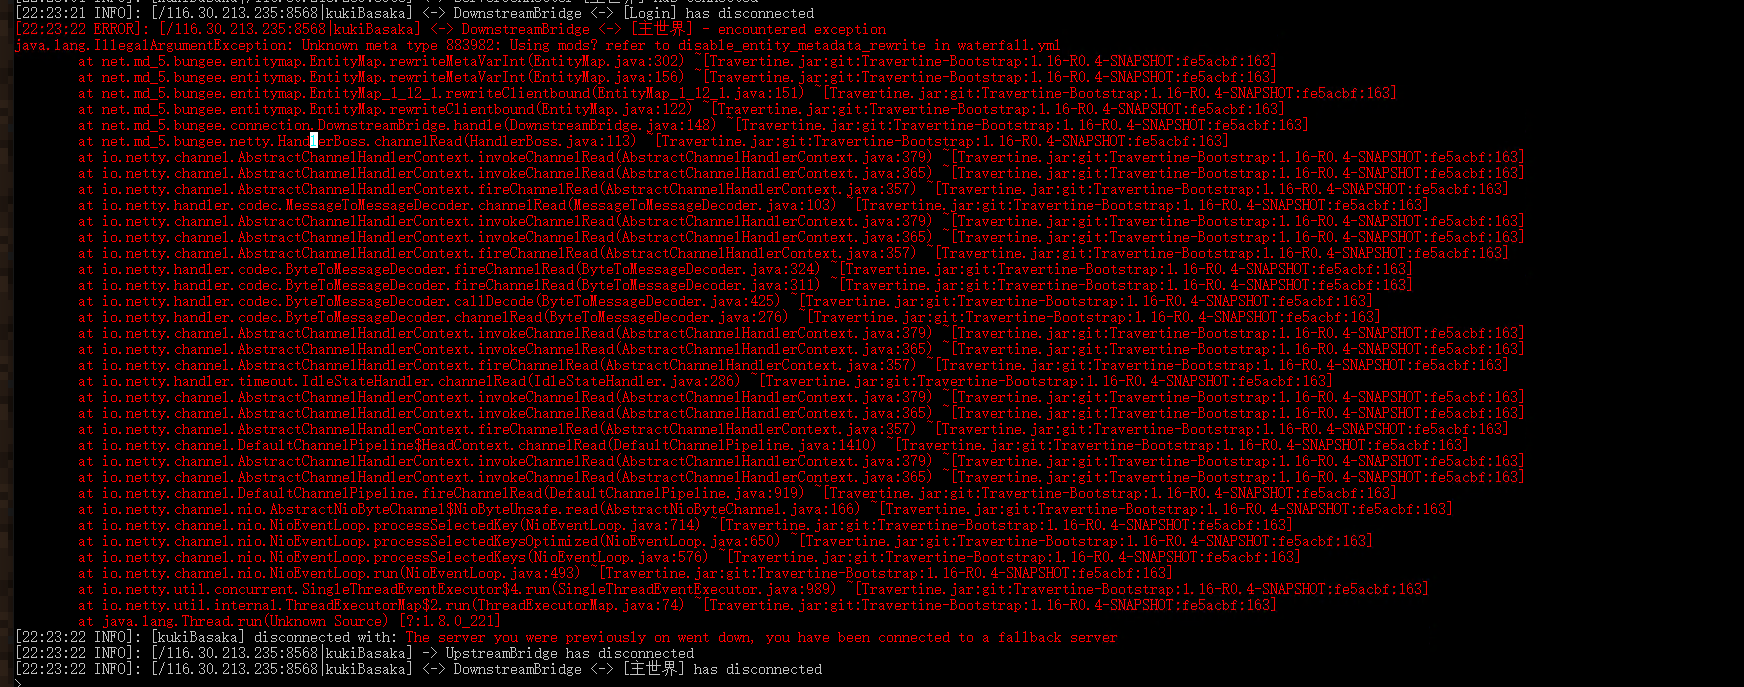 [22:23:21 INFO]: [/116.30.213.235:8568|kukiBasaka] <-> DownstreamBridge <-> [Login] has disconnected
[22:23:22 ERROR]: [/116.30.213.235:8568|kukiBasaka] <-> DownstreamBridge <-> [主世界] - encountered exception
java.lang.IllegalArgumentException: Unknown meta type 883982: Using mods? refer to disable_entity_metadata_rewrite in waterfall.yml
at net.md_5.bungee.entitymap.EntityMap.rewriteMetaVarInt(EntityMap.java:302) ~[Travertine.jar:git:Travertine-Bootstrap:1.16-R0.4-SNAPSHOT:fe5acbf:163]
at net.md_5.bungee.entitymap.EntityMap.rewriteMetaVarInt(EntityMap.java:156) ~[Travertine.jar:git:Travertine-Bootstrap:1.16-R0.4-SNAPSHOT:fe5acbf:163]
at net.md_5.bungee.entitymap.EntityMap_1_12_1.rewriteClientbound(EntityMap_1_12_1.java:151) ~[Travertine.jar:git:Travertine-Bootstrap:1.16-R0.4-SNAPSHOT:fe5acbf:163]
at net.md_5.bungee.entitymap.EntityMap.rewriteClientbound(EntityMap.java:122) ~[Travertine.jar:git:Travertine-Bootstrap:1.16-R0.4-SNAPSHOT:fe5acbf:163]
at net.md_5.bungee.connection.DownstreamBridge.handle(DownstreamBridge.java:148) ~[Travertine.jar:git:Travertine-Bootstrap:1.16-R0.4-SNAPSHOT:fe5acbf:163]
at net.md_5.bungee.netty.HandlerBoss.channelRead(HandlerBoss.java:113) ~[Travertine.jar:git:Travertine-Bootstrap:1.16-R0.4-SNAPSHOT:fe5acbf:163]
at io.netty.channel.AbstractChannelHandlerContext.invokeChannelRead(AbstractChannelHandlerContext.java:379) ~[Travertine.jar:git:Travertine-Bootstrap:1.16-R0.4-SNAPSHOT:fe5acbf:163]
at io.netty.channel.AbstractChannelHandlerContext.invokeChannelRead(AbstractChannelHandlerContext.java:365) ~[Travertine.jar:git:Travertine-Bootstrap:1.16-R0.4-SNAPSHOT:fe5acbf:163]
at io.netty.channel.AbstractChannelHandlerContext.fireChannelRead(AbstractChannelHandlerContext.java:357) ~[Travertine.jar:git:Travertine-Bootstrap:1.16-R0.4-SNAPSHOT:fe5acbf:163]
at io.netty.handler.codec.MessageToMessageDecoder.channelRead(MessageToMessageDecoder.java:103) ~[Travertine.jar:git:Travertine-Bootstrap:1.16-R0.4-SNAPSHOT:fe5acbf:163]
at io.netty.channel.AbstractChannelHandlerContext.invokeChannelRead(AbstractChannelHandlerContext.java:379) ~[Travertine.jar:git:Travertine-Bootstrap:1.16-R0.4-SNAPSHOT:fe5acbf:163]
at io.netty.channel.AbstractChannelHandlerContext.invokeChannelRead(AbstractChannelHandlerContext.java:365) ~[Travertine.jar:git:Travertine-Bootstrap:1.16-R0.4-SNAPSHOT:fe5acbf:163]
at io.netty.channel.AbstractChannelHandlerContext.fireChannelRead(AbstractChannelHandlerContext.java:357) ~[Travertine.jar:git:Travertine-Bootstrap:1.16-R0.4-SNAPSHOT:fe5acbf:163]
at io.netty.handler.codec.ByteToMessageDecoder.fireChannelRead(ByteToMessageDecoder.java:324) ~[Travertine.jar:git:Travertine-Bootstrap:1.16-R0.4-SNAPSHOT:fe5acbf:163]
at io.netty.handler.codec.ByteToMessageDecoder.fireChannelRead(ByteToMessageDecoder.java:311) ~[Travertine.jar:git:Travertine-Bootstrap:1.16-R0.4-SNAPSHOT:fe5acbf:163]
at io.netty.handler.codec.ByteToMessageDecoder.callDecode(ByteToMessageDecoder.java:425) ~[Travertine.jar:git:Travertine-Bootstrap:1.16-R0.4-SNAPSHOT:fe5acbf:163]
at io.netty.handler.codec.ByteToMessageDecoder.channelRead(ByteToMessageDecoder.java:276) ~[Travertine.jar:git:Travertine-Bootstrap:1.16-R0.4-SNAPSHOT:fe5acbf:163]
at io.netty.channel.AbstractChannelHandlerContext.invokeChannelRead(AbstractChannelHandlerContext.java:379) ~[Travertine.jar:git:Travertine-Bootstrap:1.16-R0.4-SNAPSHOT:fe5acbf:163]
at io.netty.channel.AbstractChannelHandlerContext.invokeChannelRead(AbstractChannelHandlerContext.java:365) ~[Travertine.jar:git:Travertine-Bootstrap:1.16-R0.4-SNAPSHOT:fe5acbf:163]
at io.netty.channel.AbstractChannelHandlerContext.fireChannelRead(AbstractChannelHandlerContext.java:357) ~[Travertine.jar:git:Travertine-Bootstrap:1.16-R0.4-SNAPSHOT:fe5acbf:163]
at io.netty.handler.timeout.IdleStateHandler.channelRead(IdleStateHandler.java:286) ~[Travertine.jar:git:Travertine-Bootstrap:1.16-R0.4-SNAPSHOT:fe5acbf:163]
at io.netty.channel.AbstractChannelHandlerContext.invokeChannelRead(AbstractChannelHandlerContext.java:379) ~[Travertine.jar:git:Travertine-Bootstrap:1.16-R0.4-SNAPSHOT:fe5acbf:163]
at io.netty.channel.AbstractChannelHandlerContext.invokeChannelRead(AbstractChannelHandlerContext.java:365) ~[Travertine.jar:git:Travertine-Bootstrap:1.16-R0.4-SNAPSHOT:fe5acbf:163]
at io.netty.channel.AbstractChannelHandlerContext.fireChannelRead(AbstractChannelHandlerContext.java:357) ~[Travertine.jar:git:Travertine-Bootstrap:1.16-R0.4-SNAPSHOT:fe5acbf:163]
at io.netty.channel.DefaultChannelPipeline$HeadContext.channelRead(DefaultChannelPipeline.java:1410) ~[Travertine.jar:git:Travertine-Bootstrap:1.16-R0.4-SNAPSHOT:fe5acbf:163]
at io.netty.channel.AbstractChannelHandlerContext.invokeChannelRead(AbstractChannelHandlerContext.java:379) ~[Travertine.jar:git:Travertine-Bootstrap:1.16-R0.4-SNAPSHOT:fe5acbf:163]
at io.netty.channel.AbstractChannelHandlerContext.invokeChannelRead(AbstractChannelHandlerContext.java:365) ~[Travertine.jar:git:Travertine-Bootstrap:1.16-R0.4-SNAPSHOT:fe5acbf:163]
at io.netty.channel.DefaultChannelPipeline.fireChannelRead(DefaultChannelPipeline.java:919) ~[Travertine.jar:git:Travertine-Bootstrap:1.16-R0.4-SNAPSHOT:fe5acbf:163]
at io.netty.channel.nio.AbstractNioByteChannel$NioByteUnsafe.read(AbstractNioByteChannel.java:166) ~[Travertine.jar:git:Travertine-Bootstrap:1.16-R0.4-SNAPSHOT:fe5acbf:163]
at io.netty.channel.nio.NioEventLoop.processSelectedKey(NioEventLoop.java:714) ~[Travertine.jar:git:Travertine-Bootstrap:1.16-R0.4-SNAPSHOT:fe5acbf:163]
at io.netty.channel.nio.NioEventLoop.processSelectedKeysOptimized(NioEventLoop.java:650) ~[Travertine.jar:git:Travertine-Bootstrap:1.16-R0.4-SNAPSHOT:fe5acbf:163]
at io.netty.channel.nio.NioEventLoop.processSelectedKeys(NioEventLoop.java:576) ~[Travertine.jar:git:Travertine-Bootstrap:1.16-R0.4-SNAPSHOT:fe5acbf:163]
at io.netty.channel.nio.NioEventLoop.run(NioEventLoop.java:493) ~[Travertine.jar:git:Travertine-Bootstrap:1.16-R0.4-SNAPSHOT:fe5acbf:163]
at io.netty.util.concurrent.SingleThreadEventExecutor$4.run(SingleThreadEventExecutor.java:989) ~[Travertine.jar:git:Travertine-Bootstrap:1.16-R0.4-SNAPSHOT:fe5acbf:163]
at io.netty.util.internal.ThreadExecutorMap$2.run(ThreadExecutorMap.java:74) ~[Travertine.jar:git:Travertine-Bootstrap:1.16-R0.4-SNAPSHOT:fe5acbf:163]
at java.lang.Thread.run(Unknown Source) [?:1.8.0_221]
[22:23:22 INFO]: [kukiBasaka] disconnected with: The server you were previously on went down, you have been connected to a fallback server
[22:23:22 INFO]: [/116.30.213.235:8568|kukiBasaka] -> UpstreamBridge has disconnected
[22:23:22 INFO]: [/116.30.213.235:8568|kukiBasaka] <-> DownstreamBridge <-> [主世界] has disconnected